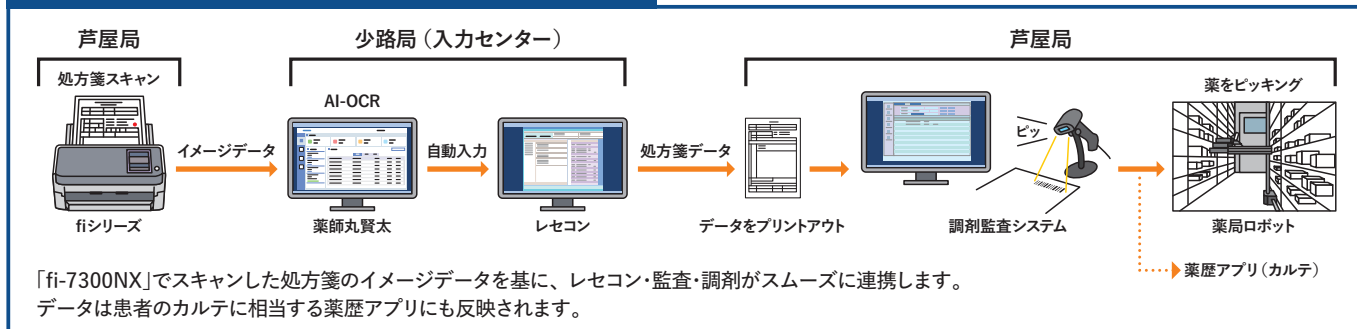 芦屋局
少路局（入力センター）
芦屋局
処方箋スキャン
AI-OCR
薬をピッキング
イメージデータ
自動入力
処方箋データ
ピッ
fiシリーズ
薬師丸賢太
レセコン
データをプリントアウト
調剤監査システム
薬局ロボット
薬歴アプリ（カルテ）
「fi-7300NX」でスキャンした処方箋のイメージデータを基に、レセコン・監査・調剤がスムーズに連携します。
データは患者のカルテに相当する薬歴アプリにも反映されます。